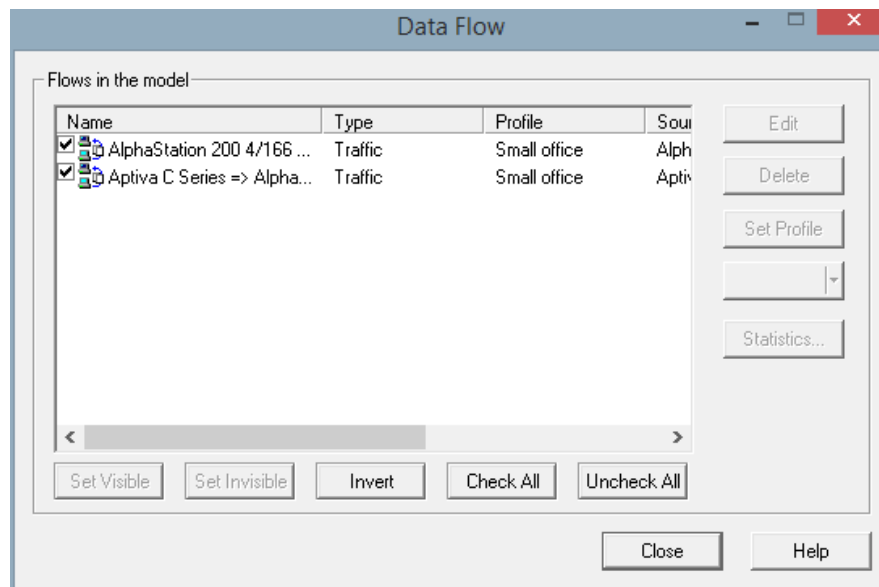 Data Flow
Flows in the model
Name Type Profile Sour
AlphaStation 200 4/166 ... Traffic Small office Alph
Aptiva C Series => Alpha... Traffic Small office Aptiv
Edit
Delete
Set Profile
Statistics...
Set Visible Set Invisible Invert Check All Uncheck All
Close Help